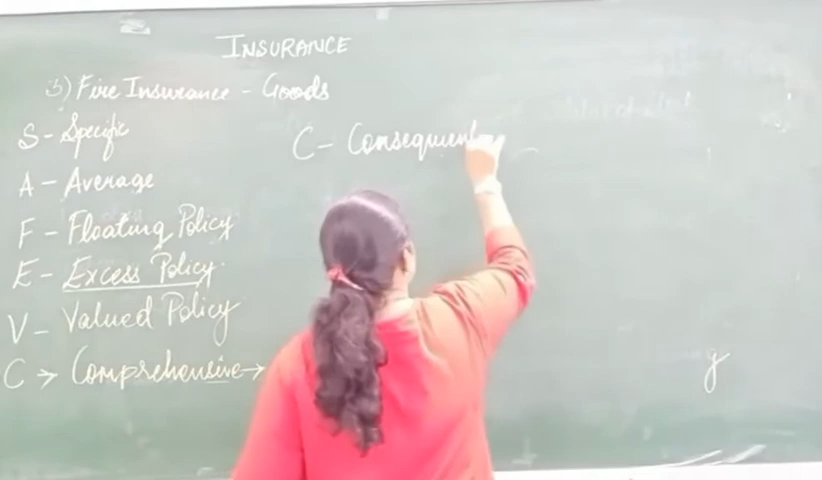 INSURANCE
3) Fire Insurance - Goods
S - Specific
A - Average
F - Floating Policy
E - Excess Policy
V - Valued Policy
C → Comprehensive →
C - Consequent
g